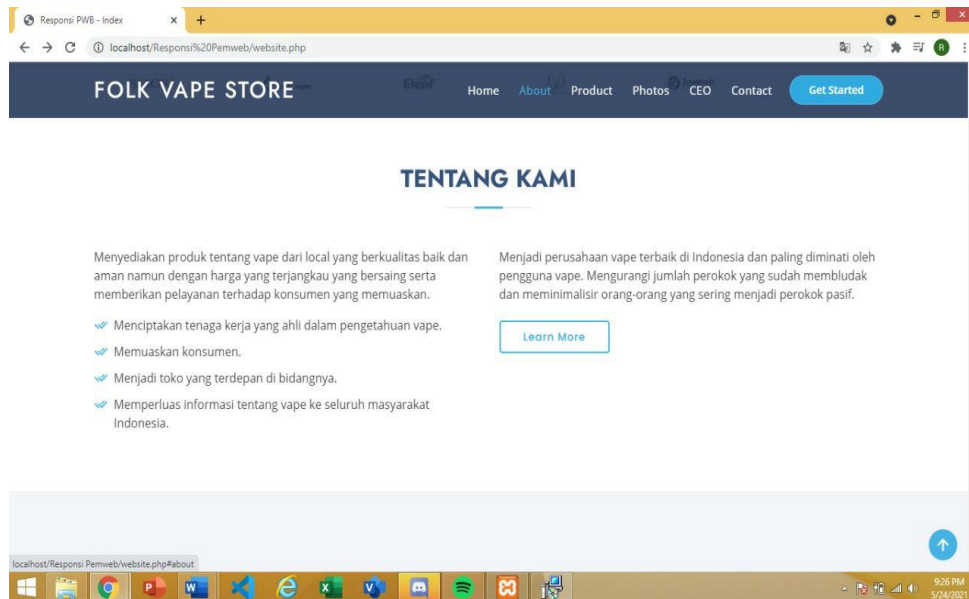 Responsi PWB - Index
localhost/Responsi%20Pemweb/website.php
R
FOLK VAPE STORE
Eleaf
Home About Product Photos CEO Contact Get Started
TENTANG KAMI
Menyediakan produk tentang vape dari local yang berkualitas baik dan
aman namun dengan harga yang terjangkau yang bersaing serta
memberikan pelayanan terhadap konsumen yang memuaskan.
Menciptakan tenaga kerja yang ahli dalam pengetahuan vape.
Memuaskan konsumen.
Menjadi toko yang terdepan di bidangnya.
Memperluas informasi tentang vape ke seluruh masyarakat
Indonesia.
Menjadi perusahaan vape terbaik di Indonesia dan paling diminati oleh
pengguna vape. Mengurangi jumlah perokok yang sudah membludak
dan meminimalisir orang-orang yang sering menjadi perokok pasif.
Learn More
localhost/Responsi Pemweb/website.php#about
9:26 PM
5/24/2021